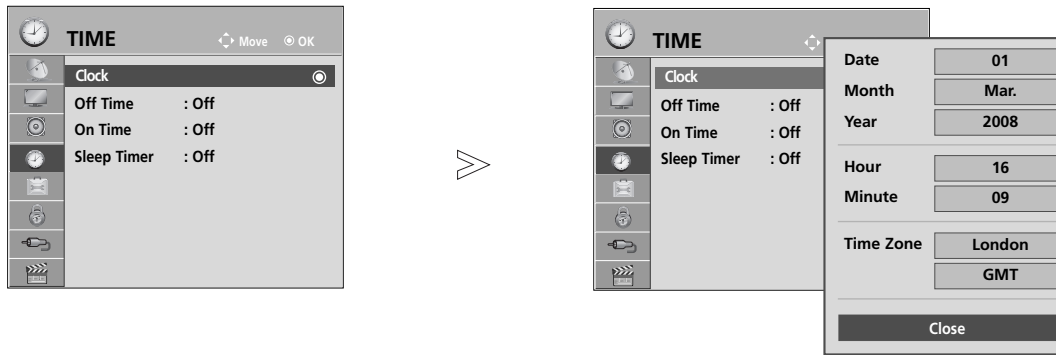 TIME Move OK
Clock
Off Time : Off
On Time : Off
Sleep Timer : Off
TIME
Clock
Off Time : Off
On Time : Off
Sleep Timer : Off
Date 01
Month Mar.
Year 2008
Hour 16
Minute 09
Time Zone London
GMT
Close